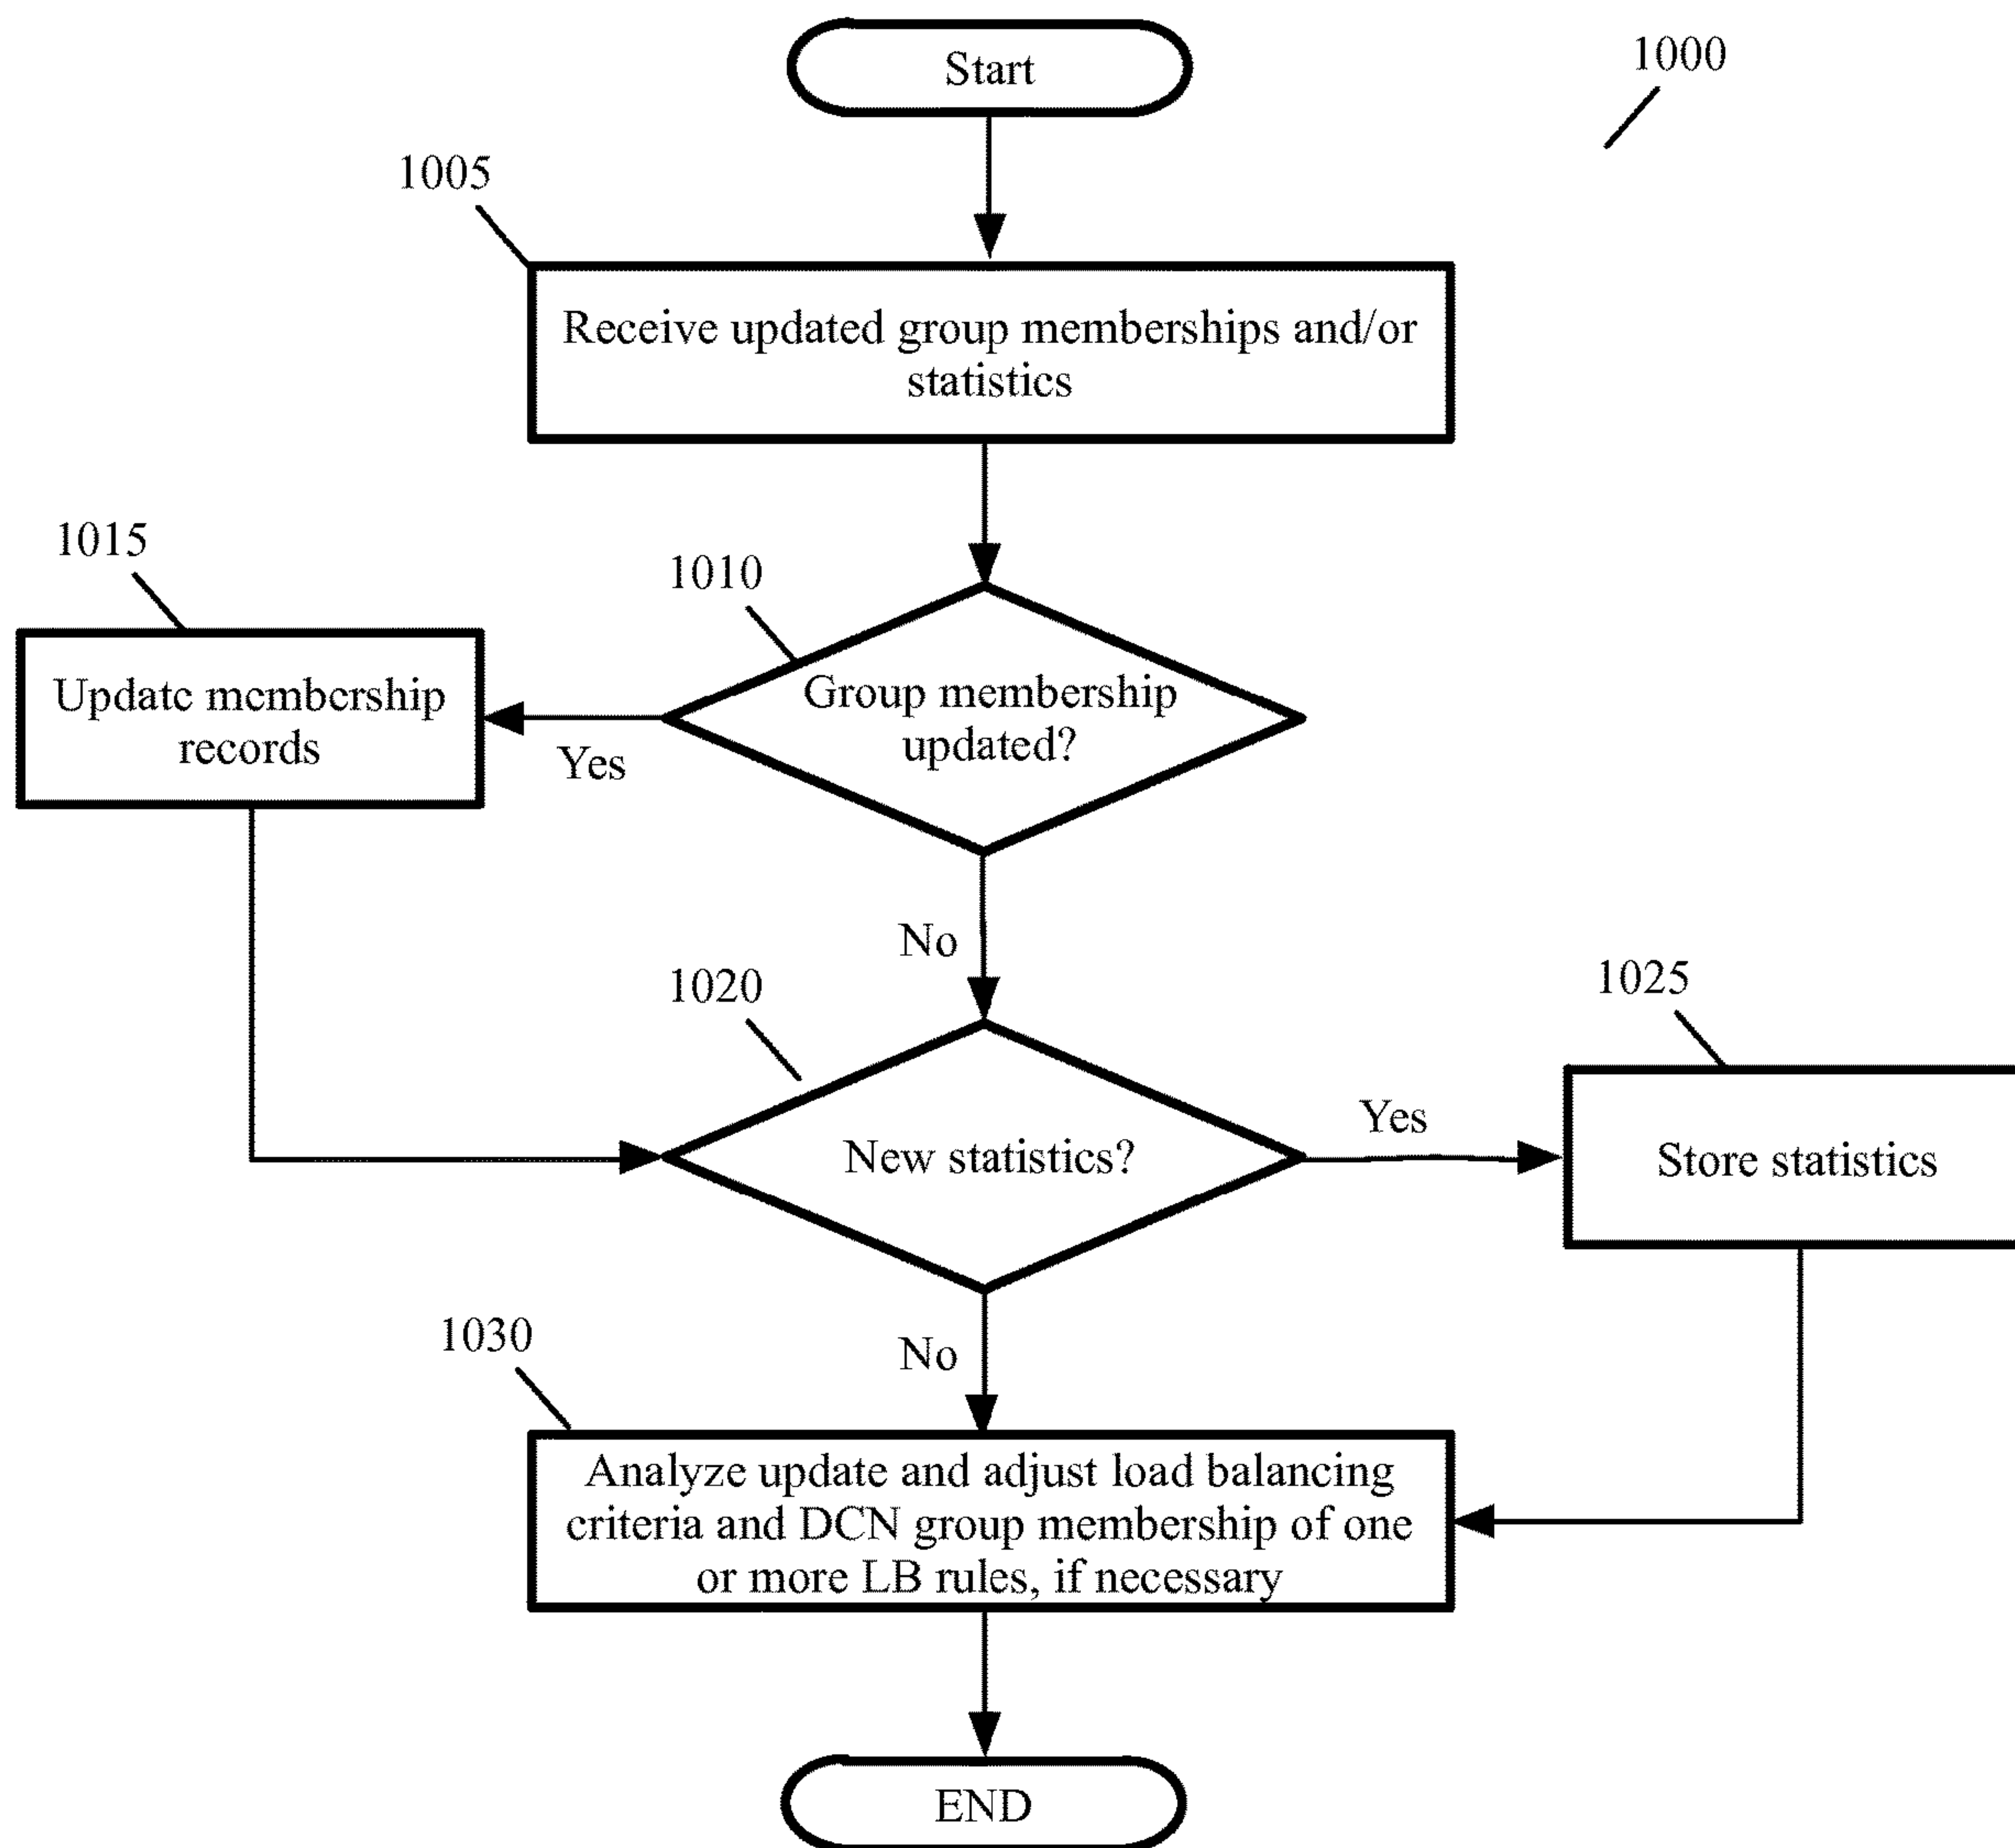 Start
1000
1005
Receive updated group memberships and/or
statistics
1015
1010
Update membership
records
Group membership
updated?
Yes
No
1020
1025
New statistics?
Yes
Store statistics
1030
No
Analyze update and adjust load balancing
criteria and DCN group membership of one
or more LB rules, if necessary
END